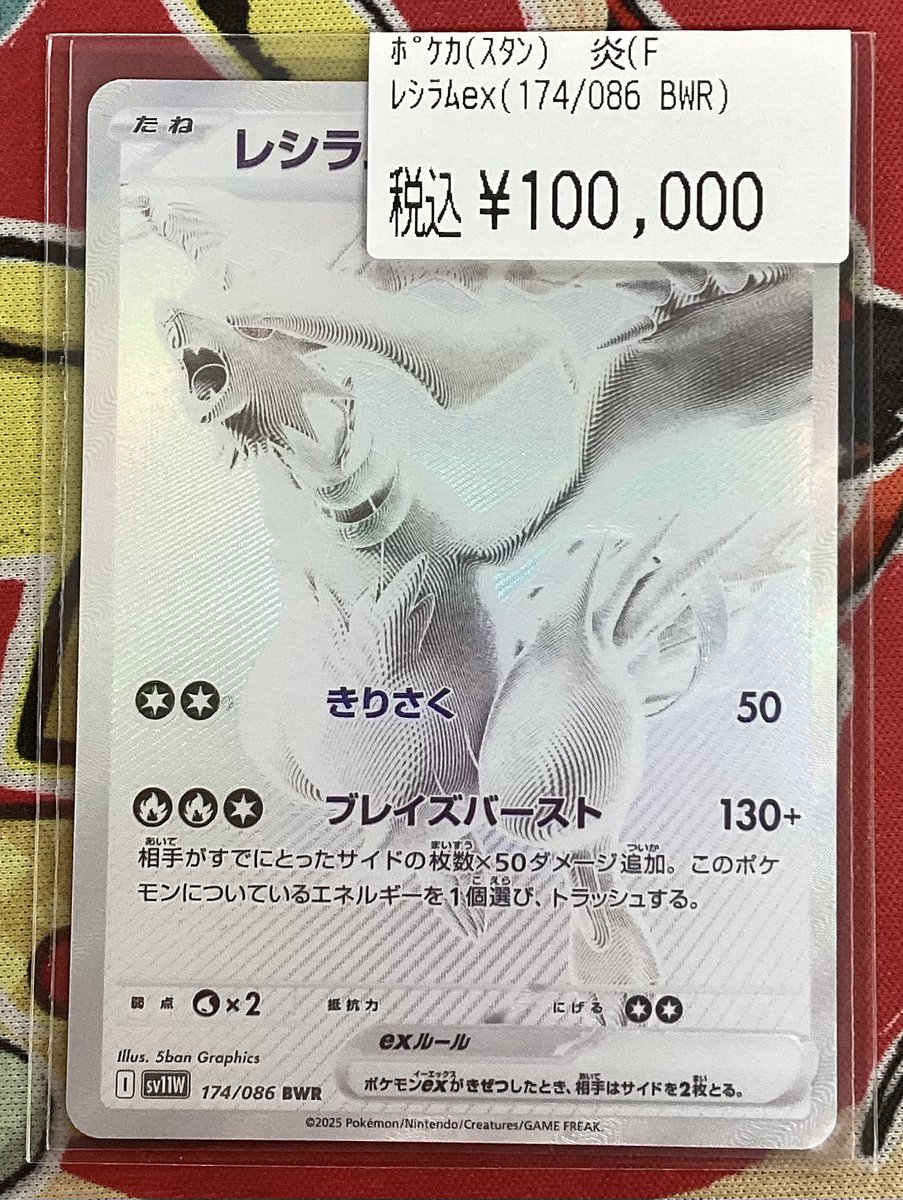 ﾎﾟケカ(ｽﾀﾝ) 炎(F
ﾚｼﾗﾑex(174/086 BWR)
税込 ¥100,000
たね
レシラ
きりさく 50
ブレイズバースト 130+
相手がすでにとったサイドの枚数×50ダメージ追加。このポケ
モンについているエネルギーを1個選び、トラッシュする。
弱点 ×2 抵抗力 にげる
exルール
ポケモンexがきぜつしたとき、相手はサイドを2枚とる。
Illus. 5ban Graphics
I sv11W 174/086 BWR
©2025 Pokémon/Nintendo/Creatures/GAME FREAK.